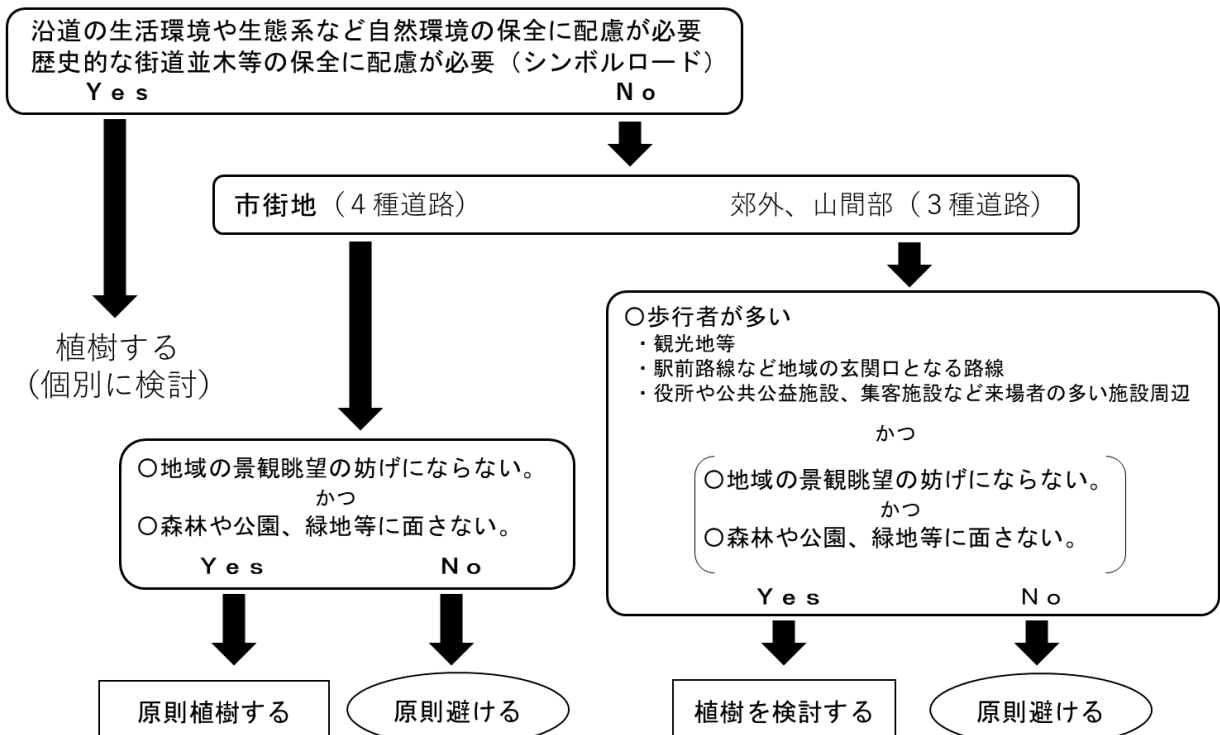 沿道の生活環境や生態系など自然環境の保全に配慮が必要
歴史的な街道並木等の保全に配慮が必要（シンボルロード）
Ｙｅｓ
Ｎｏ
市街地（４種道路）
郊外、山間部（３種道路）
植樹する
（個別に検討）
○歩行者が多い
・観光地等
・駅前路線など地域の玄関口となる路線
・役所や公共公益施設、集客施設など来場者の多い施設周辺
かつ
○地域の景観眺望の妨げにならない。
かつ
○森林や公園、緑地等に面さない。
Ｙｅｓ
Ｎｏ
○地域の景観眺望の妨げにならない。
かつ
○森林や公園、緑地等に面さない。
Ｙｅｓ
Ｎｏ
原則植樹する
原則避ける
植樹を検討する
原則避ける